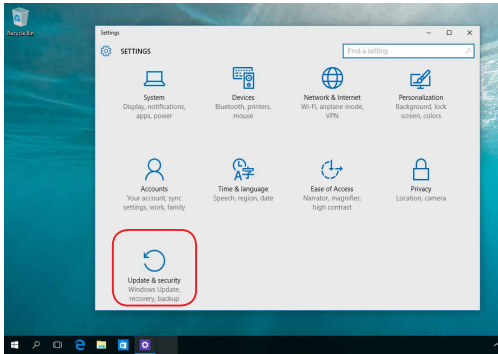 Recycle Bin
Settings
SETTINGS
Find a setting
System
Display, notifications,
apps, power
Devices
Bluetooth, printers,
mouse
Network & Internet
Wi-Fi, airplane mode,
VPN
Personalization
Background, lock
screen, colors
Accounts
Your account, sync
settings, work, family
Time & language
Speech, region, date
Ease of Access
Narrator, magnifier,
high contrast
Privacy
Location, camera
Update & security
Windows Update,
recovery, backup